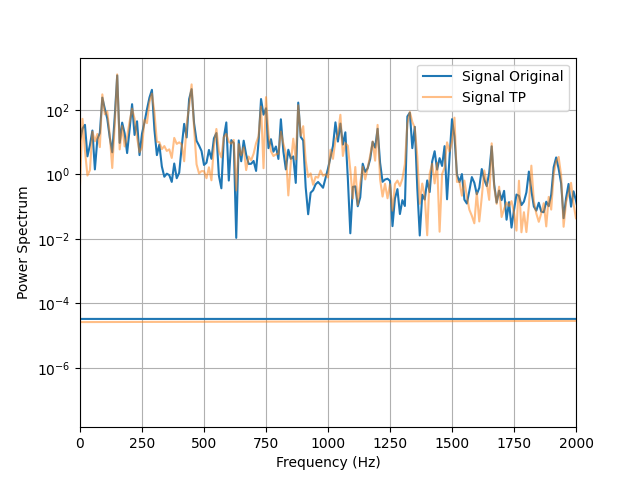 Signal Original
Signal TP
Power Spectrum
10^2
10^0
10^-2
10^-4
10^-6
0 250 500 750 1000 1250 1500 1750 2000
Frequency (Hz)